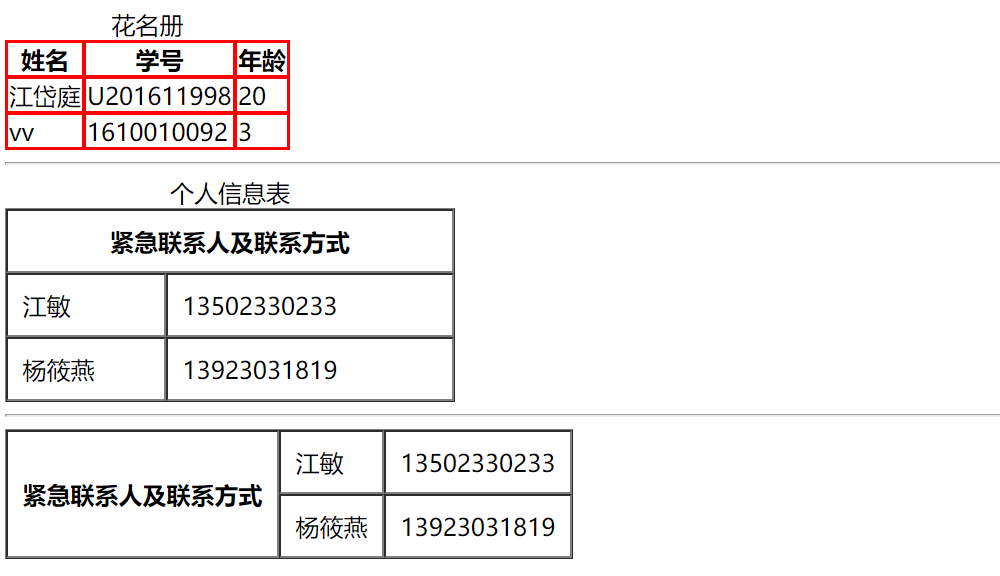 花名册
姓名 学号 年龄
江岱庭 U201611998 20
vv 1610010092 3
个人信息表
紧急联系人及联系方式
江敏 13502330233
杨筱燕 13923031819
紧急联系人及联系方式
江敏 13502330233
杨筱燕 13923031819